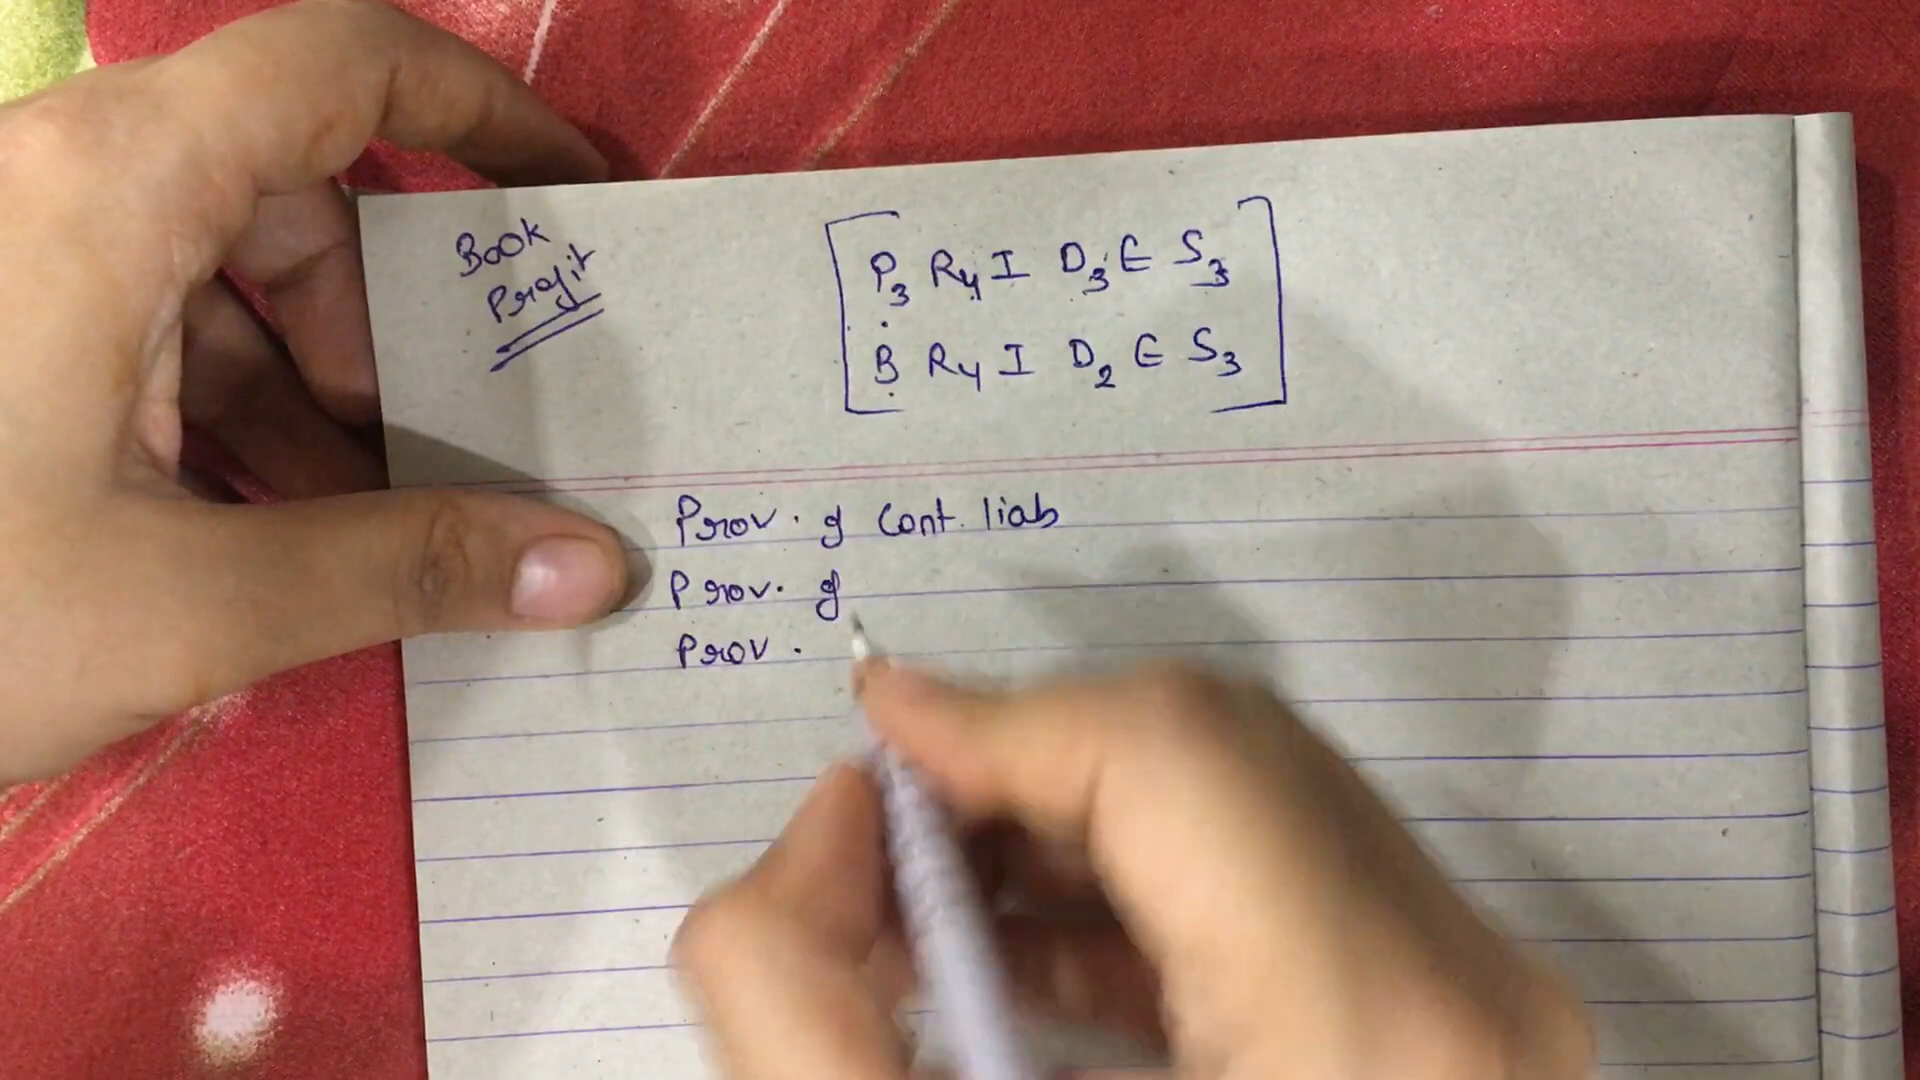 Book
Profit
P3 R4 I D3 E S3
B R4 I D2 E S3
Prov. of Cont. liab
Prov. of
Prov.